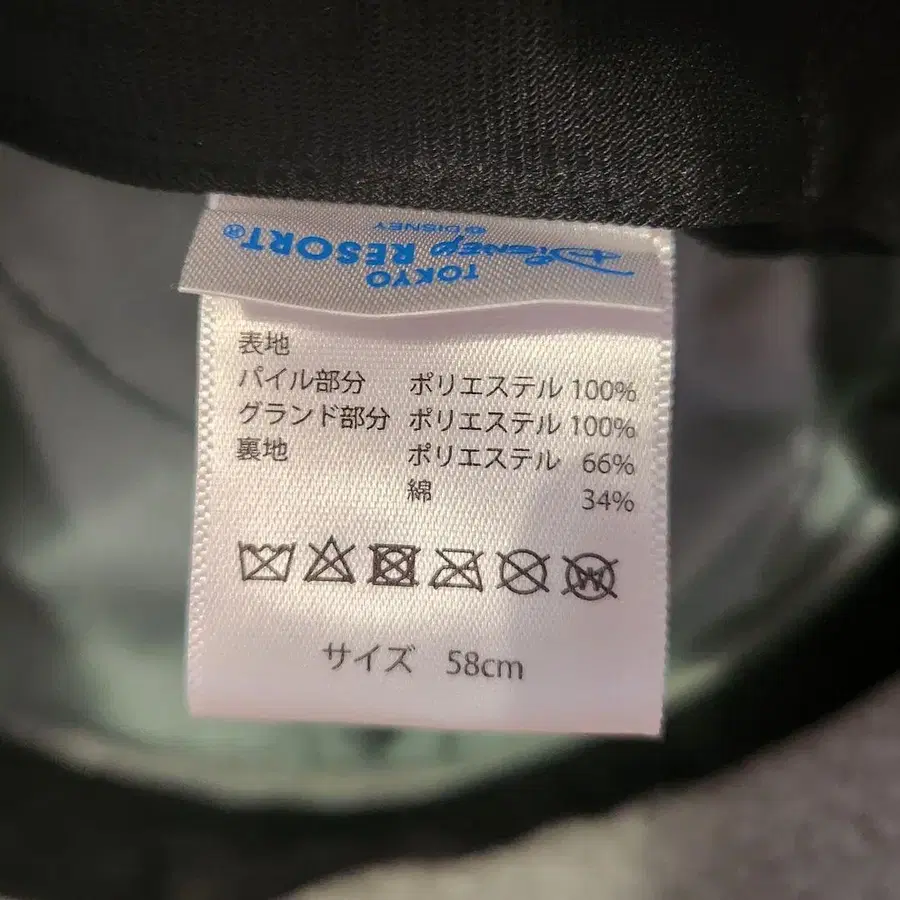 © DISNEY
Disney RESORT®
TOKYO
表地
パイル部分 ポリエステル 100%
グランド部分 ポリエステル 100%
裏地 ポリエステル 66%
綿 34%
サイズ 58cm